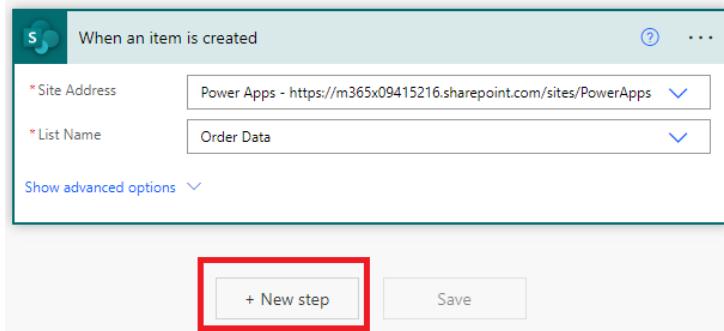 S
When an item is created
? ...
* Site Address
Power Apps - https://m365x09415216.sharepoint.com/sites/PowerApps
* List Name
Order Data
Show advanced options
+ New step
Save